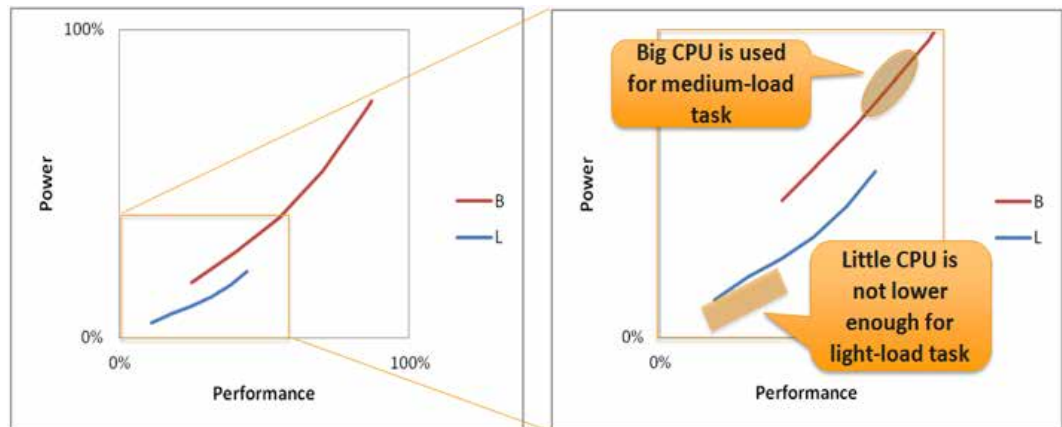 100%
Power
B
L
0%
0%
100%
Performance
Big CPU is used
for medium-load
task
Power
B
L
Little CPU is
not lower
enough for
light-load task
0%
0%
Performance